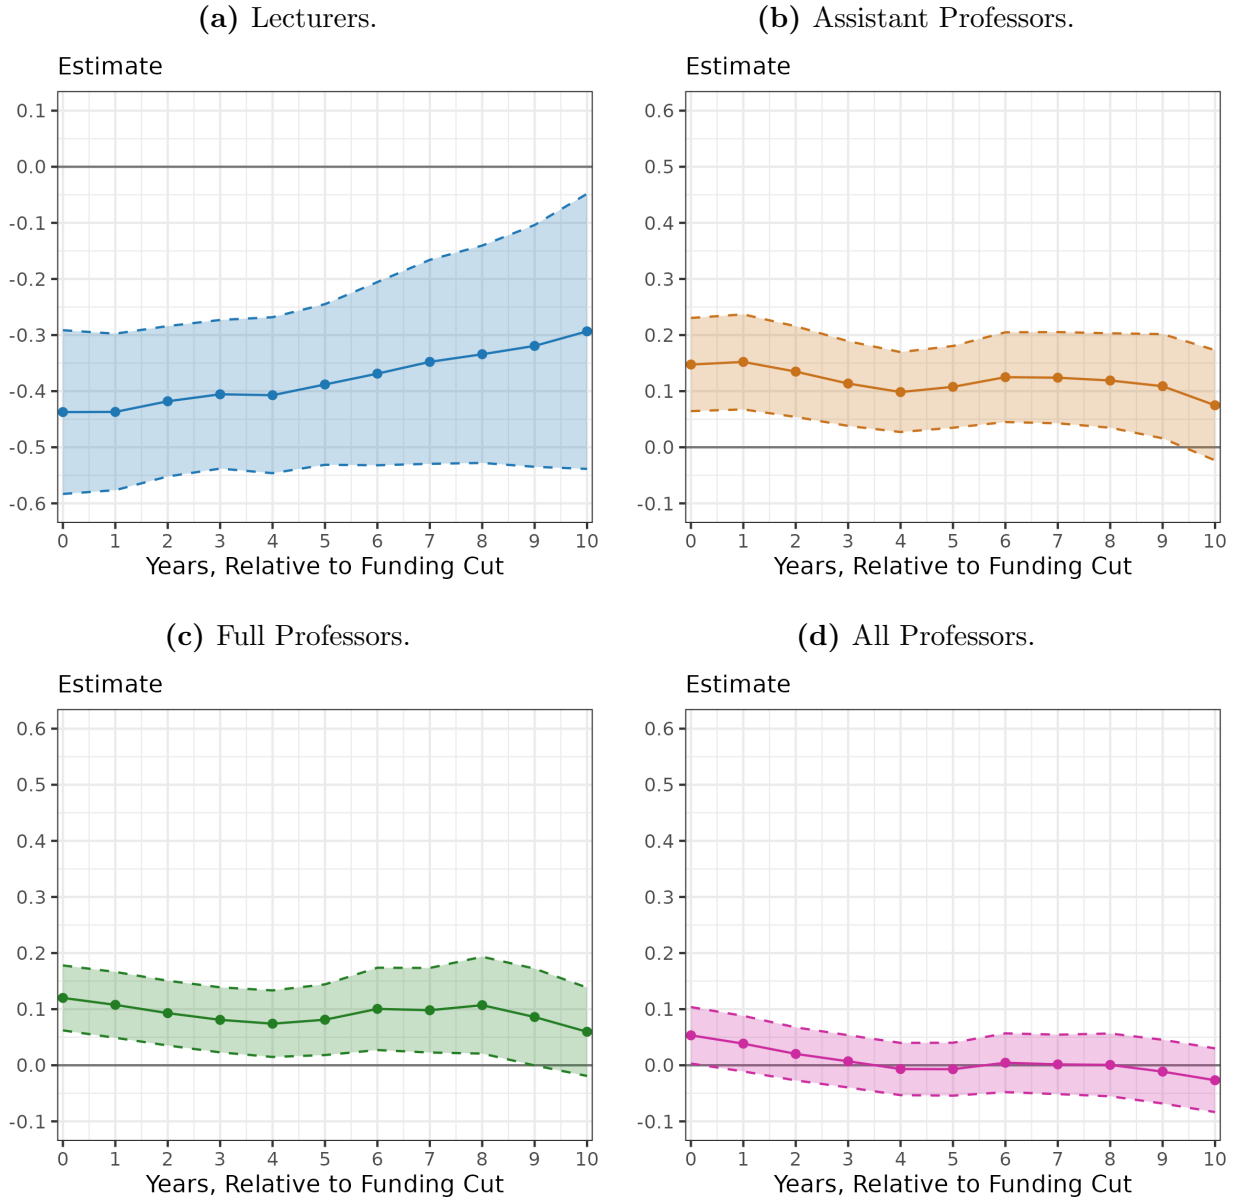 (a) Lecturers.
Estimate
0.1
0.0
-0.1
-0.2
-0.3
-0.4
-0.5
-0.6
0 1 2 3 4 5 6 7 8 9 10
Years, Relative to Funding Cut
(b) Assistant Professors.
Estimate
0.6
0.5
0.4
0.3
0.2
0.1
0.0
-0.1
0 1 2 3 4 5 6 7 8 9 10
Years, Relative to Funding Cut
(c) Full Professors.
Estimate
0.6
0.5
0.4
0.3
0.2
0.1
0.0
-0.1
0 1 2 3 4 5 6 7 8 9 10
Years, Relative to Funding Cut
(d) All Professors.
Estimate
0.6
0.5
0.4
0.3
0.2
0.1
0.0
-0.1
0 1 2 3 4 5 6 7 8 9 10
Years, Relative to Funding Cut